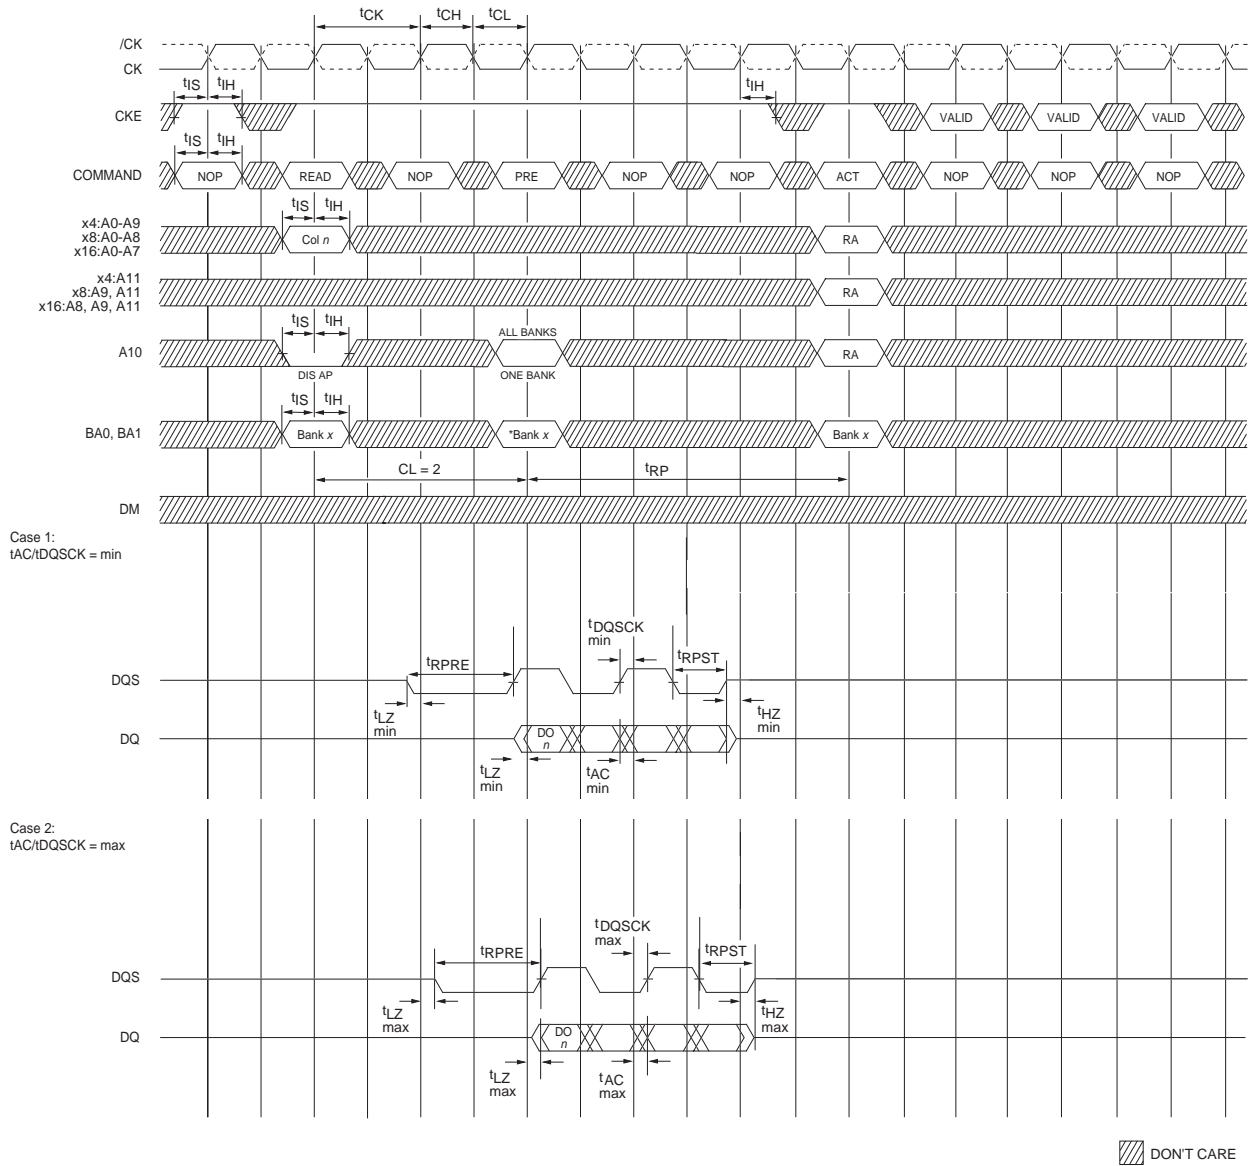 tCK tCH tCL
/CK
CK
tIS tIH tIH
CKE VALID VALID VALID
tIS tIH
COMMAND NOP READ NOP PRE NOP NOP ACT NOP NOP NOP
tIS tIH
x4:A0-A9
x8:A0-A8
x16:A0-A7
Col n RA
x4:A11
x8:A9, A11
x16:A8, A9, A11
RA
tIS tIH ALL BANKS
A10 RA
DIS AP ONE BANK
tIS tIH
BA0, BA1 Bank x *Bank x Bank x
CL = 2 tRP
DM
Case 1:
tAC/tDQSCK = min
tDQSCK
min
tRPRE tRPST
DQS
tLZ
min
tHZ
min
DQ DO
n
tLZ
min
tAC
min
Case 2:
tAC/tDQSCK = max
tDQSCK
max
tRPRE tRPST
DQS
tLZ
max
tHZ
max
DQ DO
n
tLZ
max
tAC
max
DON'T CARE